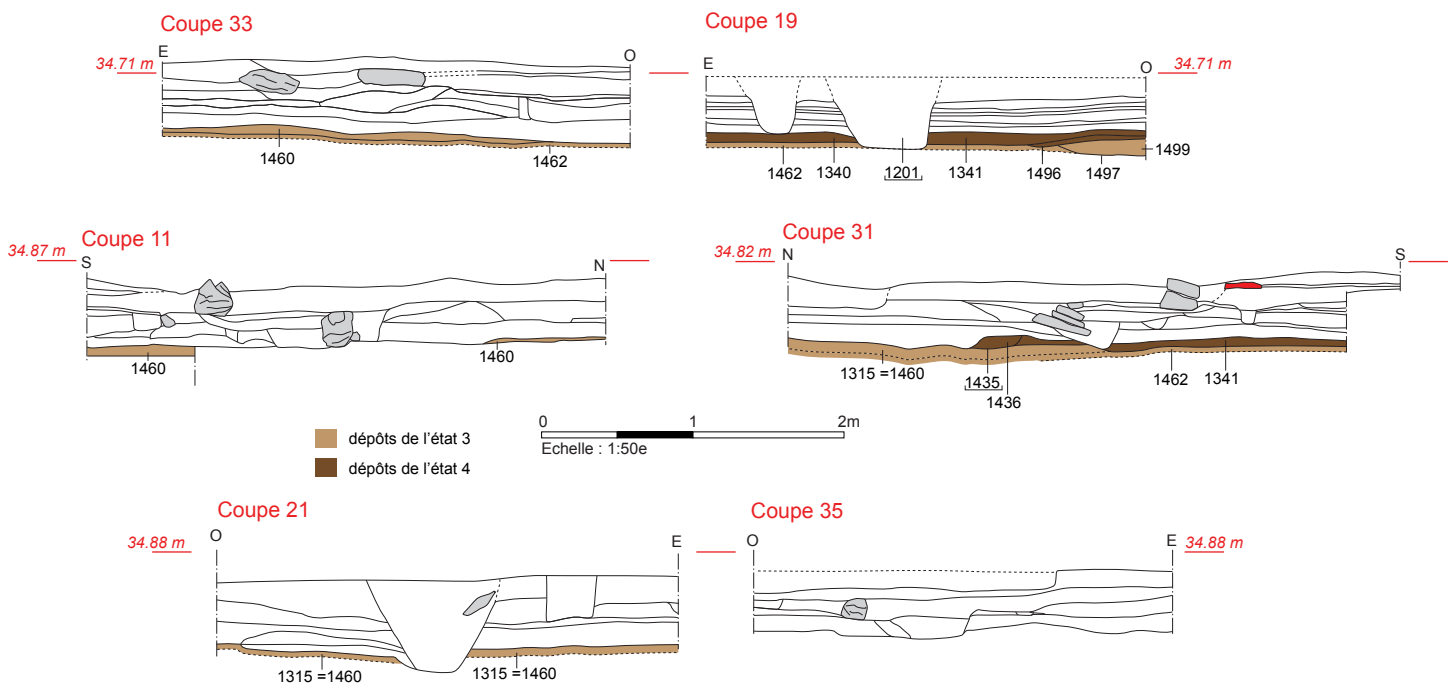 Coupe 33
E
O
34.71 m
1460
1462
Coupe 19
E
O
34.71 m
1499
1462
1340
1201
1341
1496
1497
Coupe 11
34.87 m
S
N
1460
1460
Coupe 31
34.82 m
N
S
1315 =1460
1435
1436
1462
1341
0
1
2m
Echelle : 1:50e
dépôts de l'état 3
dépôts de l'état 4
Coupe 21
O
E
34.88 m
1315 =1460
1315 =1460
Coupe 35
O
E
34.88 m